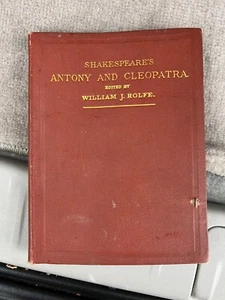 SHAKESPEARE'S
ANTONY AND CLEOPATRA.
EDITED BY
WILLIAM J. ROLFE.